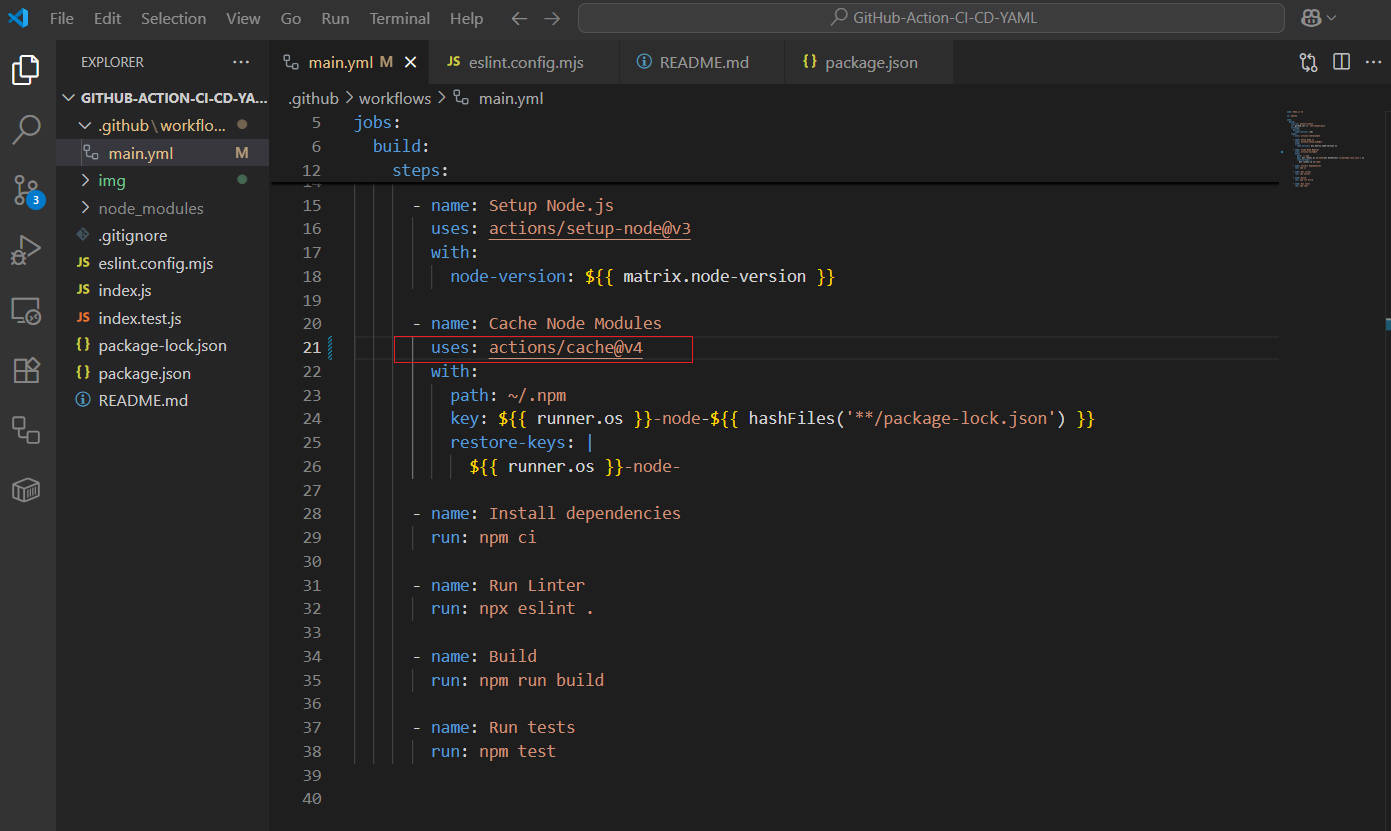 File Edit Selection View Go Run Terminal Help
GitHub-Action-CI-CD-YAML
EXPLORER
GITHUB-ACTION-CI-CD-YA...
.github\workflo...
main.yml M
img
node_modules
.gitignore
JS eslint.config.mjs
JS index.js
JS index.test.js
{} package-lock.json
{} package.json
README.md
3
main.yml M
JS eslint.config.mjs
README.md
{} package.json
.github > workflows > main.yml
5 jobs:
6 build:
12 steps:
15 - name: Setup Node.js
16 uses: actions/setup-node@v3
17 with:
18 node-version: ${{ matrix.node-version }}
19
20 - name: Cache Node Modules
21 uses: actions/cache@v4
22 with:
23 path: ~/.npm
24 key: ${{ runner.os }}-node-${{ hashFiles('**/package-lock.json') }}
25 restore-keys: |
26 ${{ runner.os }}-node-
27
28 - name: Install dependencies
29 run: npm ci
30
31 - name: Run Linter
32 run: npx eslint .
33
34 - name: Build
35 run: npm run build
36
37 - name: Run tests
38 run: npm test
39
40